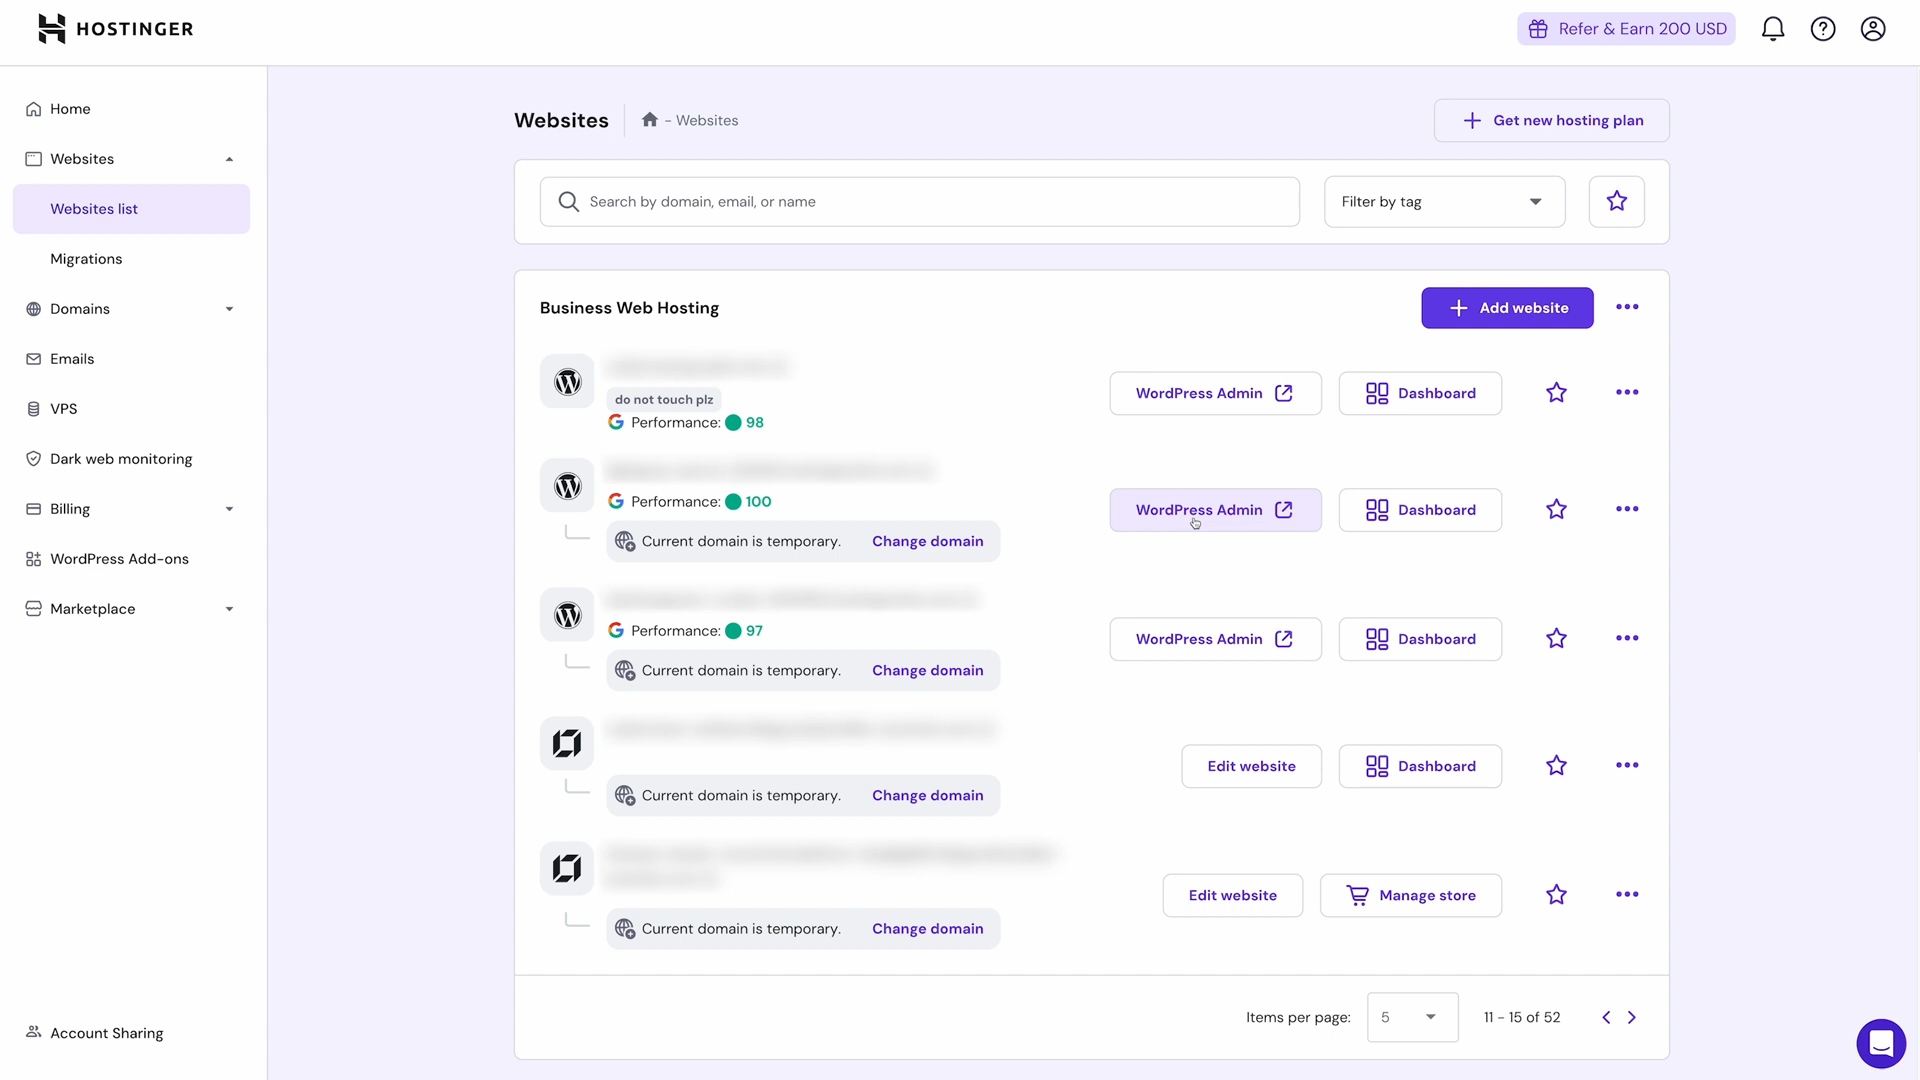 HOSTINGER
Refer & Earn 200 USD
Home
Websites
Websites list
Migrations
Domains
Emails
VPS
Dark web monitoring
Billing
WordPress Add-ons
Marketplace
Account Sharing
Websites
- Websites
Get new hosting plan
Search by domain, email, or name
Filter by tag
Business Web Hosting
Add website
do not touch plz
Performance: 98
WordPress Admin
Dashboard
Performance: 100
Current domain is temporary. Change domain
WordPress Admin
Dashboard
Performance: 97
Current domain is temporary. Change domain
WordPress Admin
Dashboard
Current domain is temporary. Change domain
Edit website
Dashboard
Current domain is temporary. Change domain
Edit website
Manage store
Items per page: 5 11 - 15 of 52